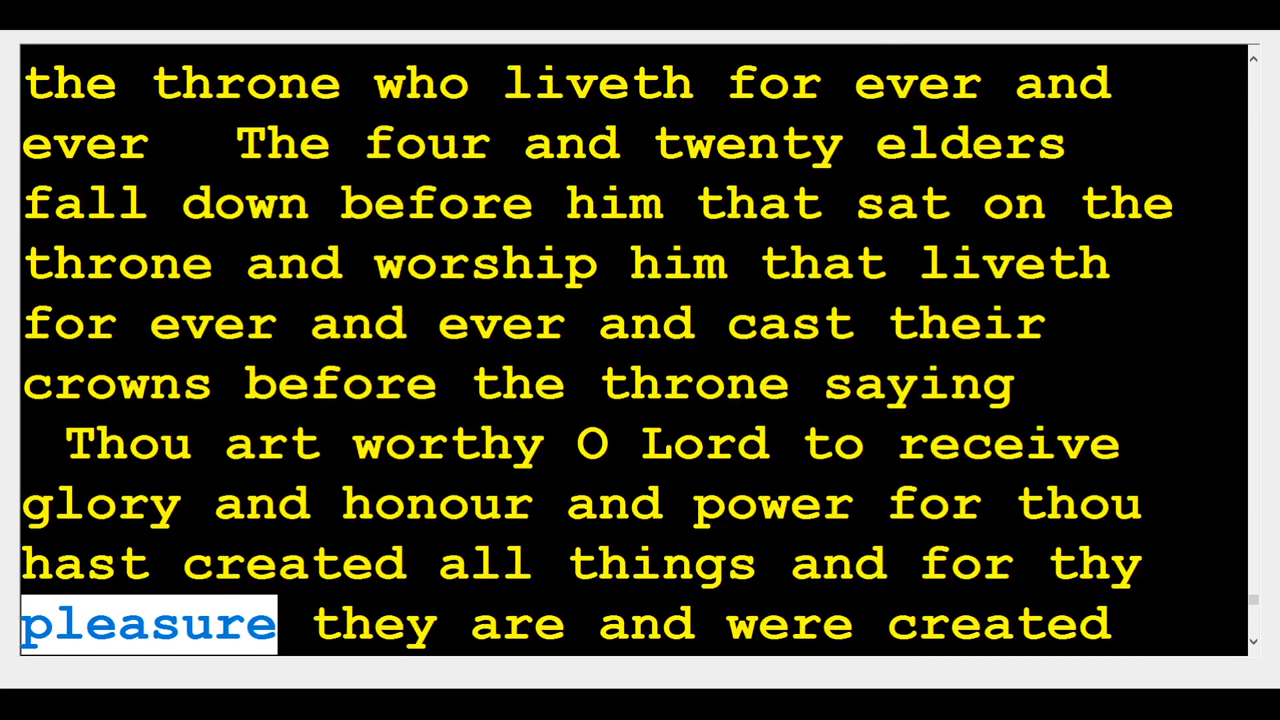 the throne who liveth for ever and
ever   The four and twenty elders
fall down before him that sat on the
throne and worship him that liveth
for ever and ever and cast their
crowns before the throne saying
Thou art worthy O Lord to receive
glory and honour and power for thou
hast created all things and for thy
pleasure they are and were created